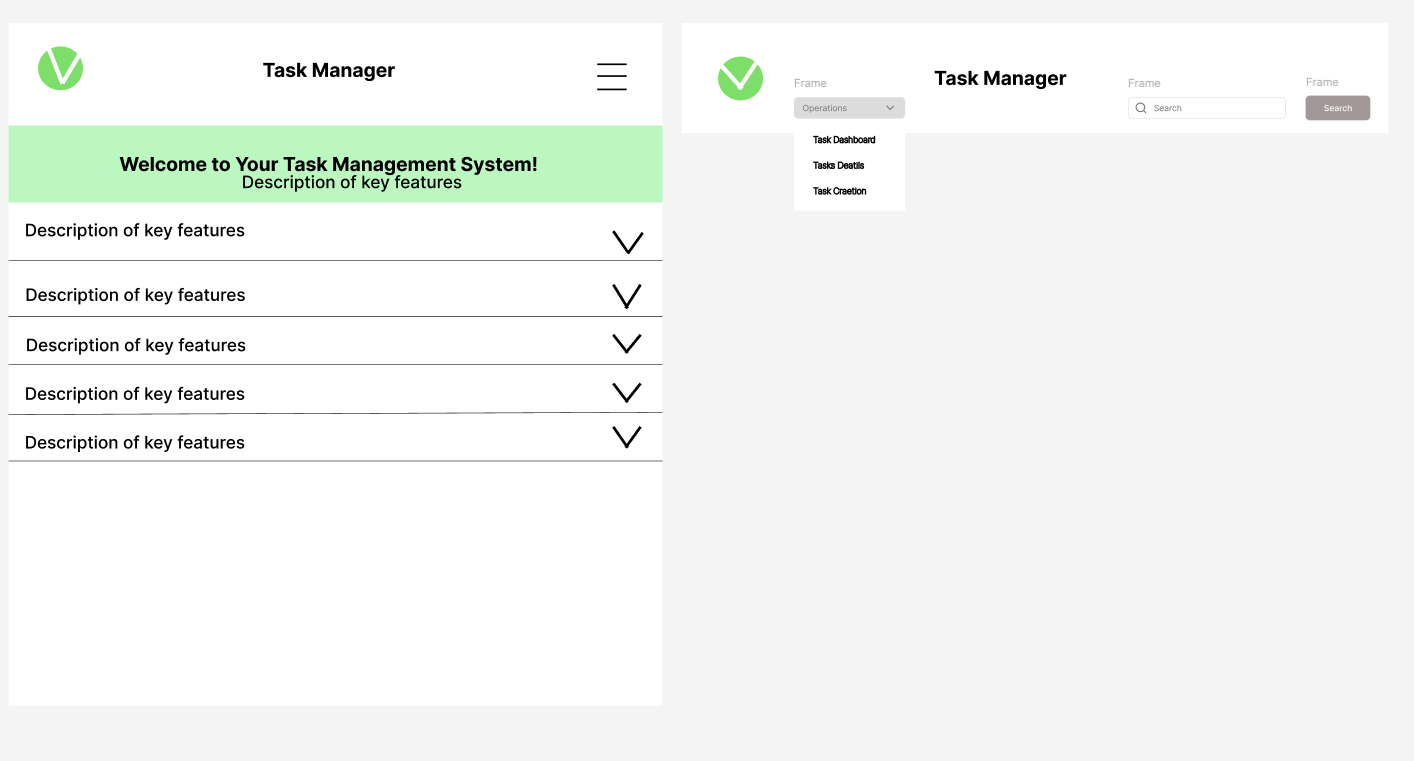 Task Manager
Welcome to Your Task Management System!
Description of key features
Description of key features
Description of key features
Description of key features
Description of key features
Description of key features
Frame
Operations
Task Dashboard
Tasks Deatils
Task Craetion
Task Manager
Frame
Search
Frame
Search